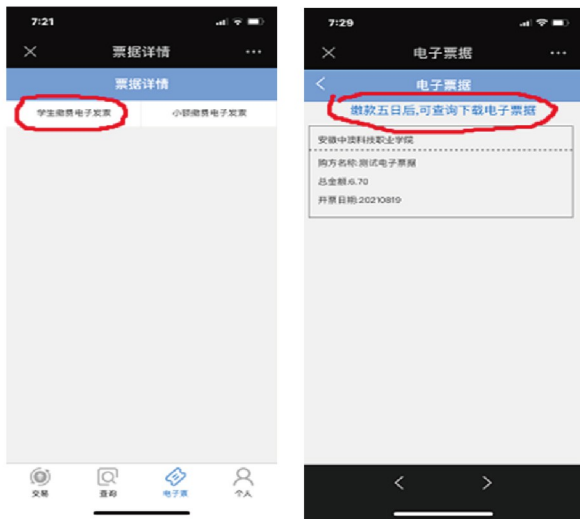 7:21
票据详情
票据详情
学生缴费电子发票
小额缴费电子发票
交易
查询
电子票
个人
7:29
电子票据
电子票据
缴款五日后,可查询下载电子票据
安徽中澳科技职业学院
购方名称:测试电子票据
总金额:6.70
开票日期:20210819